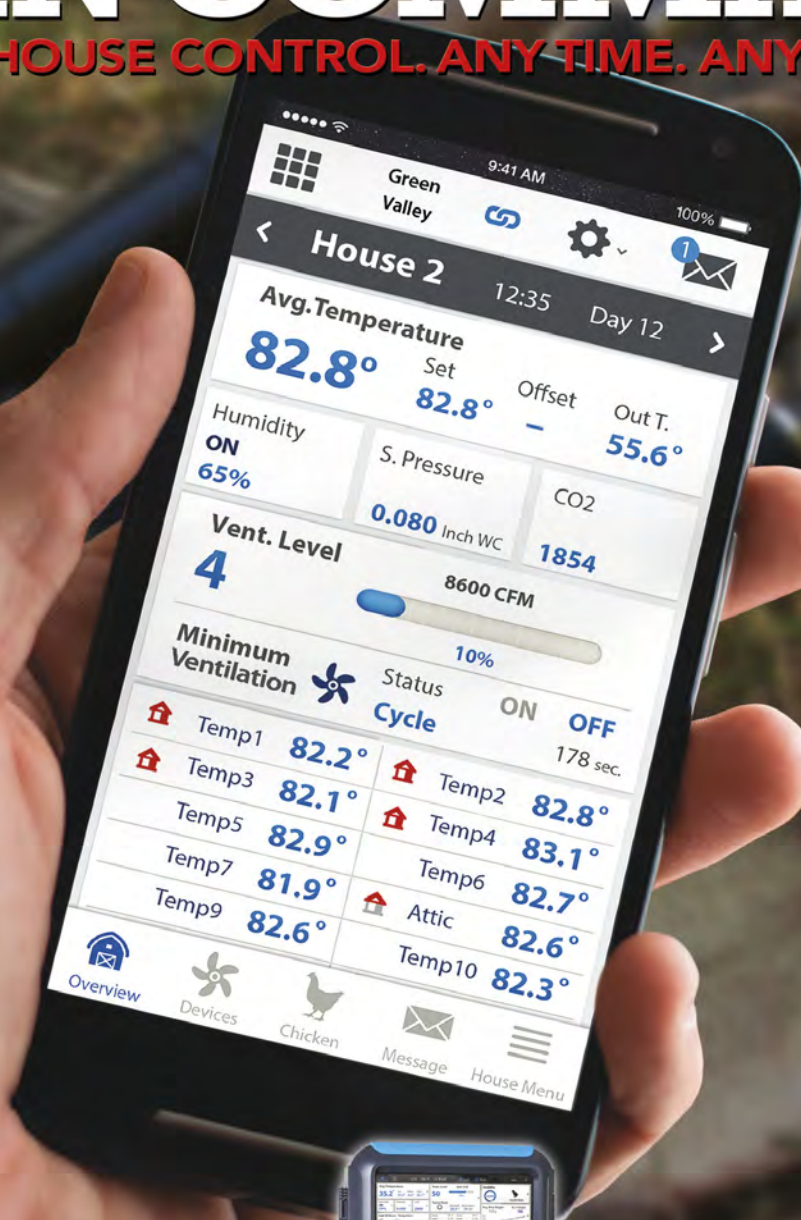 HOUSE CONTROL. ANY TIME. ANY
9:41 AM
100%
Green
Valley
1
House 2 12:35 Day 12
Avg.Temperature
82.8°
Set
82.8°
Offset
–
Out T.
55.6°
Humidity
ON
65%
S. Pressure
0.080 Inch WC
CO2
1854
Vent. Level
4
8600 CFM
10%
Minimum
Ventilation
Status
Cycle
ON OFF
178 sec.
Temp1 82.2° Temp2 82.8°
Temp3 82.1° Temp4 83.1°
Temp5 82.9° Temp6 82.7°
Temp7 81.9° Attic 82.6°
Temp9 82.6° Temp10 82.3°
Overview
Devices
Chicken
Message
House Menu
35.2°
50